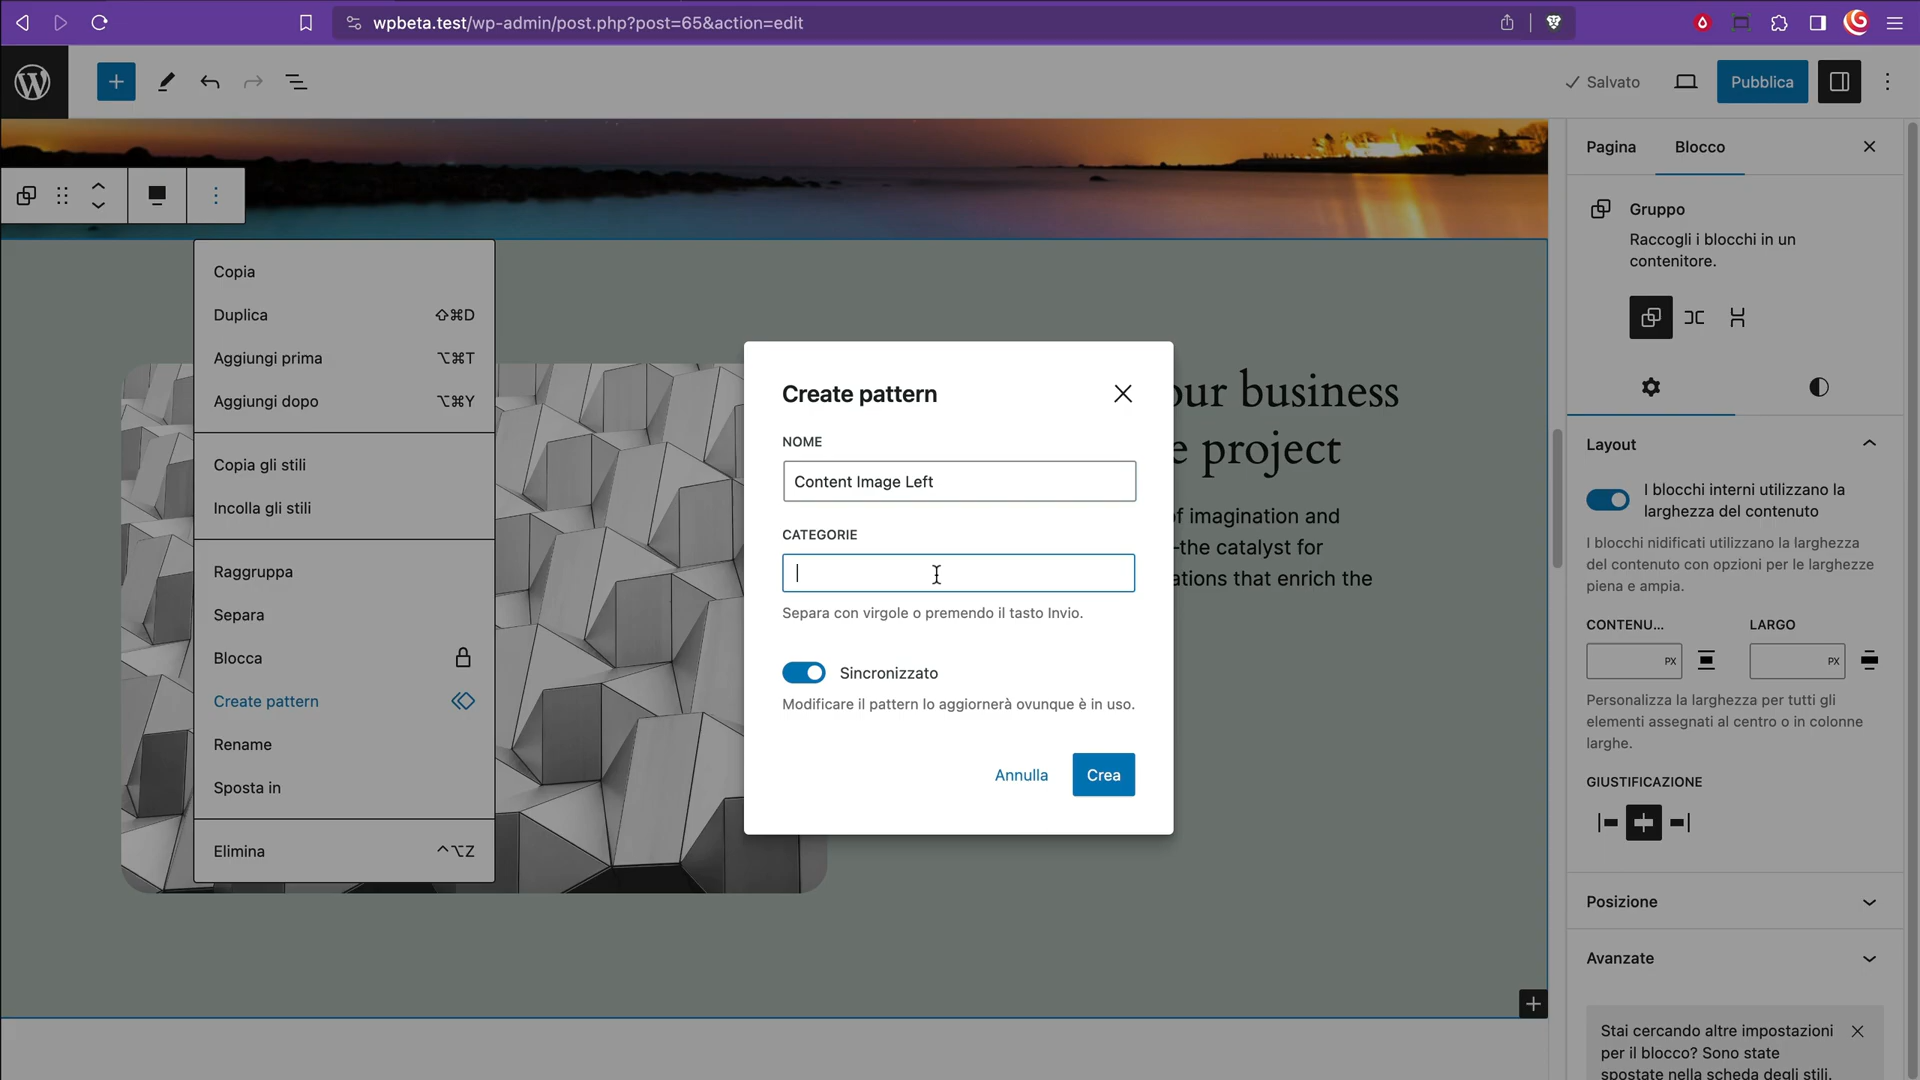 wpbeta.test/wp-admin/post.php?post=65&action=edit
Salvato
Pubblica
Copia
Duplica ⇧⌘D
Aggiungi prima ⌥⌘T
Aggiungi dopo ⌥⌘Y
Copia gli stili
Incolla gli stili
Raggruppa
Separa
Blocca
Create pattern
Rename
Sposta in
Elimina ^⌥Z
our business
e project
of imagination and
—the catalyst for
ations that enrich the
Create pattern
NOME
Content Image Left
CATEGORIE
Separa con virgole o premendo il tasto Invio.
Sincronizzato
Modificare il pattern lo aggiornerà ovunque è in uso.
Annulla
Crea
Pagina
Blocco
Gruppo
Raccogli i blocchi in un
contenitore.
Layout
I blocchi interni utilizzano la
larghezza del contenuto
I blocchi nidificati utilizzano la larghezza
del contenuto con opzioni per le larghezze
piena e ampia.
CONTENU... LARGO
PX PX
Personalizza la larghezza per tutti gli
elementi assegnati al centro o in colonne
larghe.
GIUSTIFICAZIONE
Posizione
Avanzate
Stai cercando altre impostazioni
per il blocco? Sono state
spostate nella scheda degli stili.